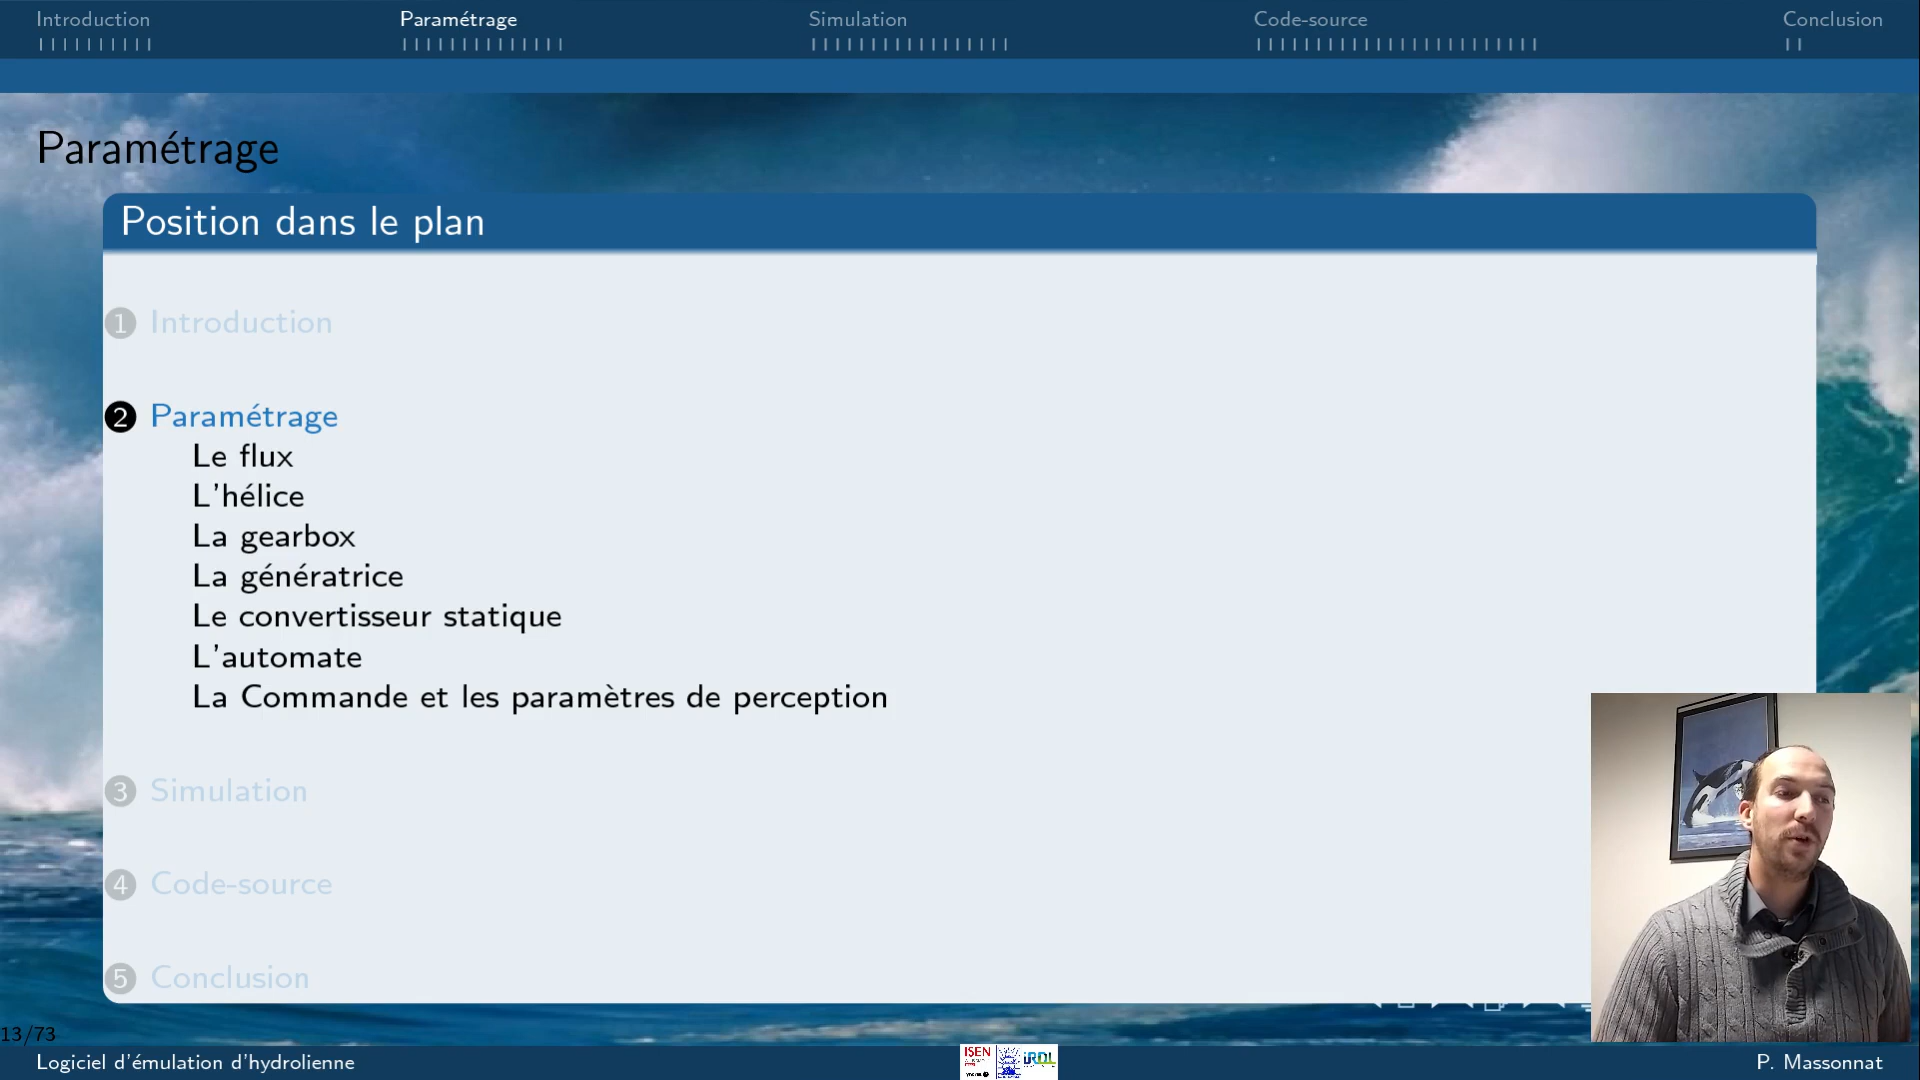 Introduction
Paramétrage
Simulation
Code-source
Conclusion
Paramétrage
Position dans le plan
1 Introduction
2 Paramétrage
Le flux
L'hélice
La gearbox
La génératrice
Le convertisseur statique
L'automate
La Commande et les paramètres de perception
3 Simulation
4 Code-source
5 Conclusion
13/73
Logiciel d'émulation d'hydrolienne
ISEN
iRDL
P. Massonnat